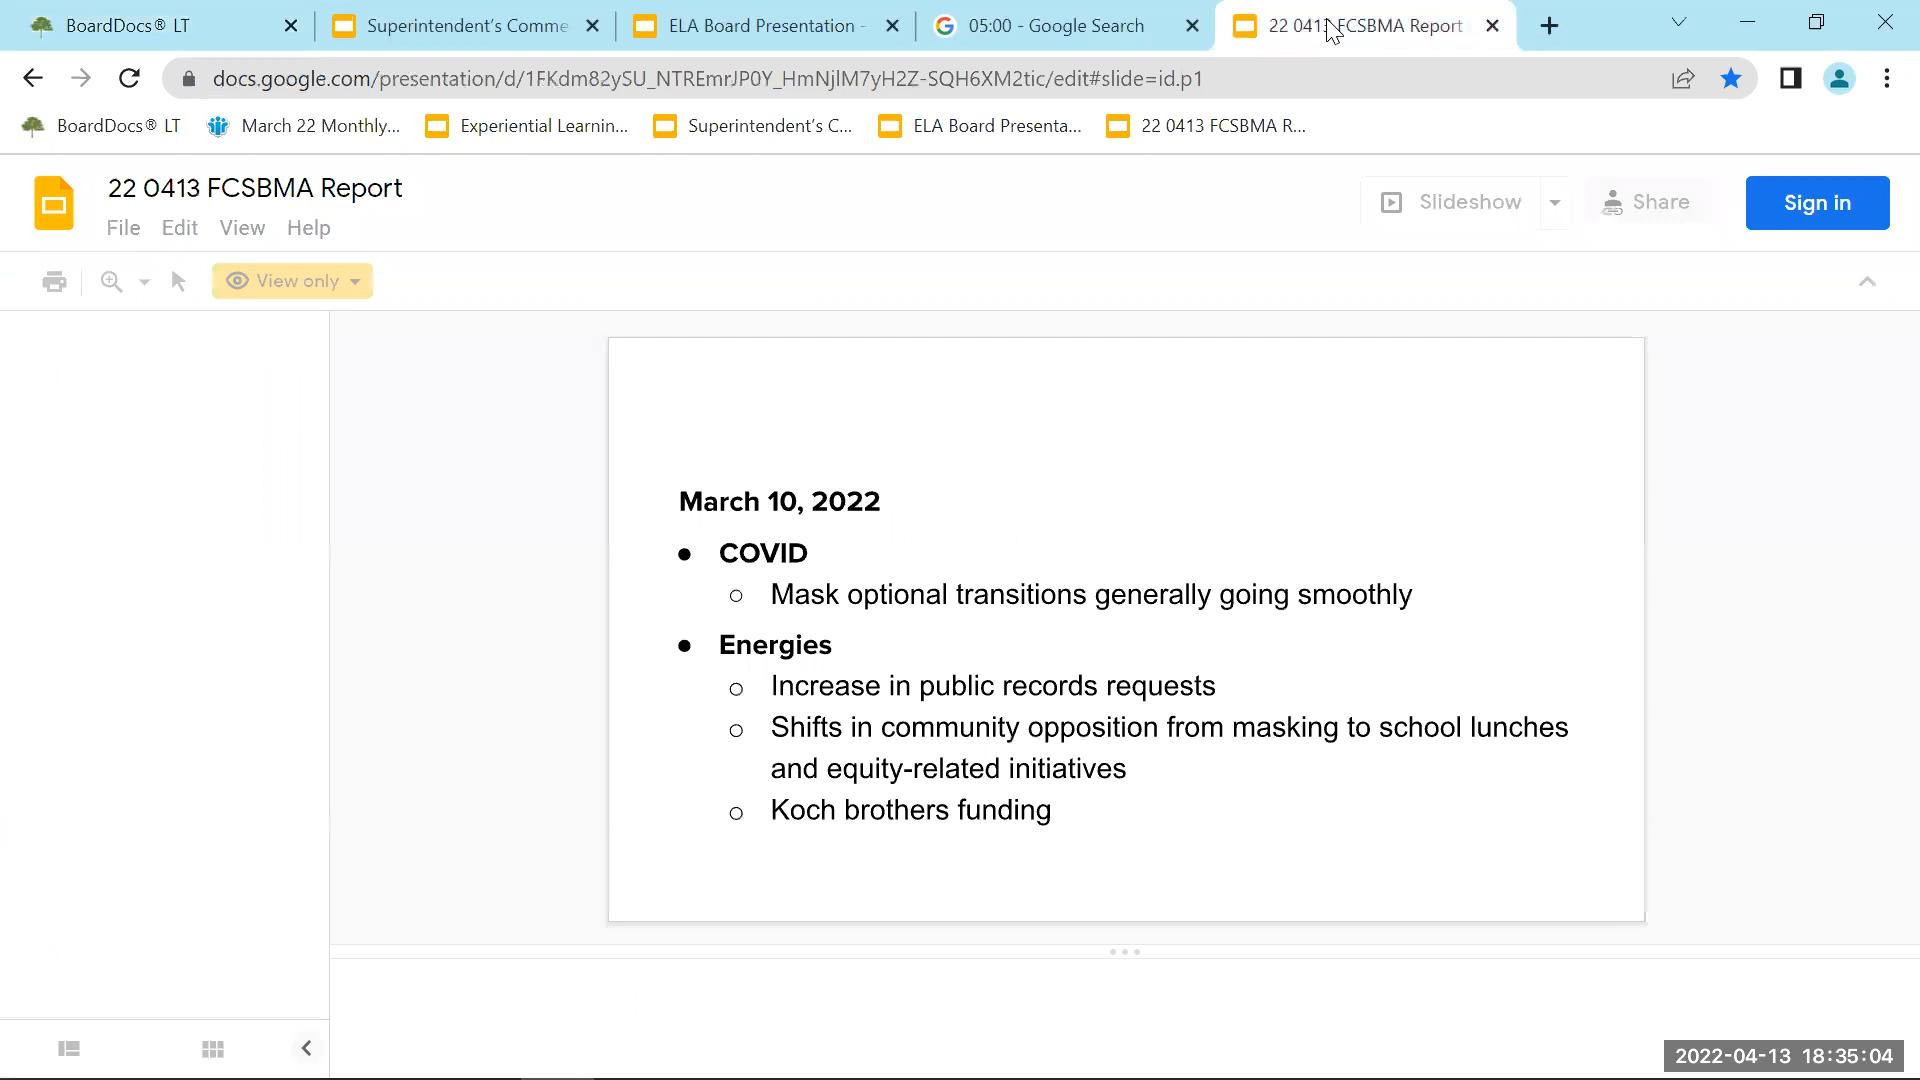 BoardDocs® LT
Superintendent's Comme
ELA Board Presentation -
05:00 - Google Search
22 041 FCSBMA Report
docs.google.com/presentation/d/1FKdm82ySU_NTREmrJP0Y_HmNjlM7yH2Z-SQH6XM2tic/edit#slide=id.p1
BoardDocs® LT
March 22 Monthly...
Experiential Learnin...
Superintendent's C...
ELA Board Presenta...
22 0413 FCSBMA R...
22 0413 FCSBMA Report
File Edit View Help
Slideshow
Share
Sign in
View only
March 10, 2022
● COVID
○ Mask optional transitions generally going smoothly
● Energies
○ Increase in public records requests
○ Shifts in community opposition from masking to school lunches
and equity-related initiatives
○ Koch brothers funding
2022-04-13 18:35:04